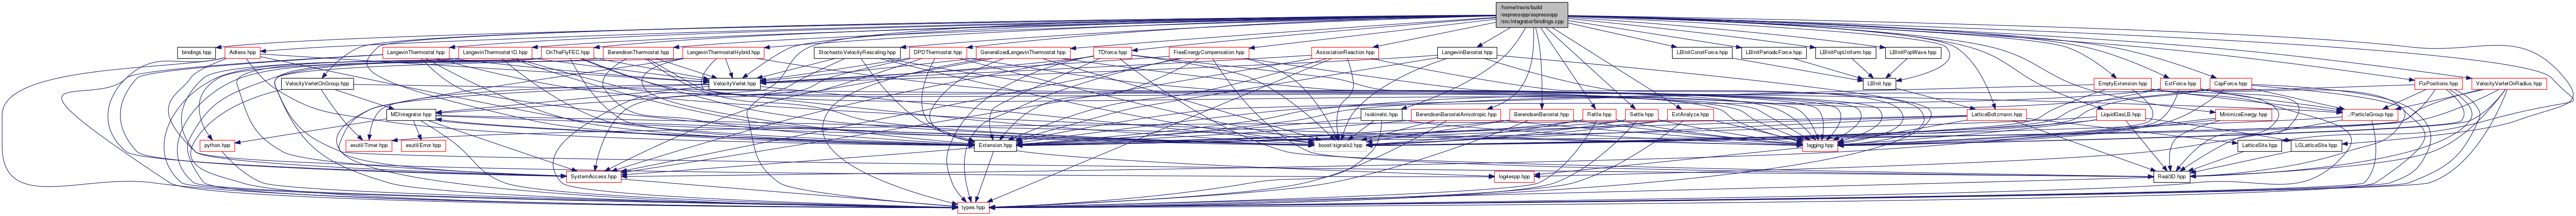 /home/travis/build
/espressopp/espressopp
/src/integrator/bindings.cpp
bindings.hpp
Adress.hpp
LangevinThermostat.hpp
LangevinThermostat1D.hpp
OnTheFlyFEC.hpp
BerendsenThermostat.hpp
LangevinThermostatHybrid.hpp
StochasticVelocityRescaling.hpp
DPDThermostat.hpp
GeneralizedLangevinThermostat.hpp
TDforce.hpp
FreeEnergyCompensation.hpp
AssociationReaction.hpp
LangevinBarostat.hpp
LBInitConstForce.hpp
LBInitPeriodicForce.hpp
LBInitPopUniform.hpp
LBInitPopWave.hpp
VelocityVerletOnGroup.hpp
VelocityVerlet.hpp
LBInit.hpp
EmptyExtension.hpp
ExtForce.hpp
CapForce.hpp
FixPositions.hpp
VelocityVerletOnRadius.hpp
MDIntegrator.hpp
Isokinetic.hpp
BerendsenBarostatAnisotropic.hpp
BerendsenBarostat.hpp
Rattle.hpp
Settle.hpp
ExtAnalyze.hpp
LatticeBoltzmann.hpp
LiquidGasLB.hpp
MinimizeEnergy.hpp
../ParticleGroup.hpp
python.hpp
esutil/Timer.hpp
esutil/Error.hpp
Extension.hpp
boost/signals2.hpp
logging.hpp
LatticeSite.hpp
LGLatticeSite.hpp
SystemAccess.hpp
log4espp.hpp
Real3D.hpp
types.hpp